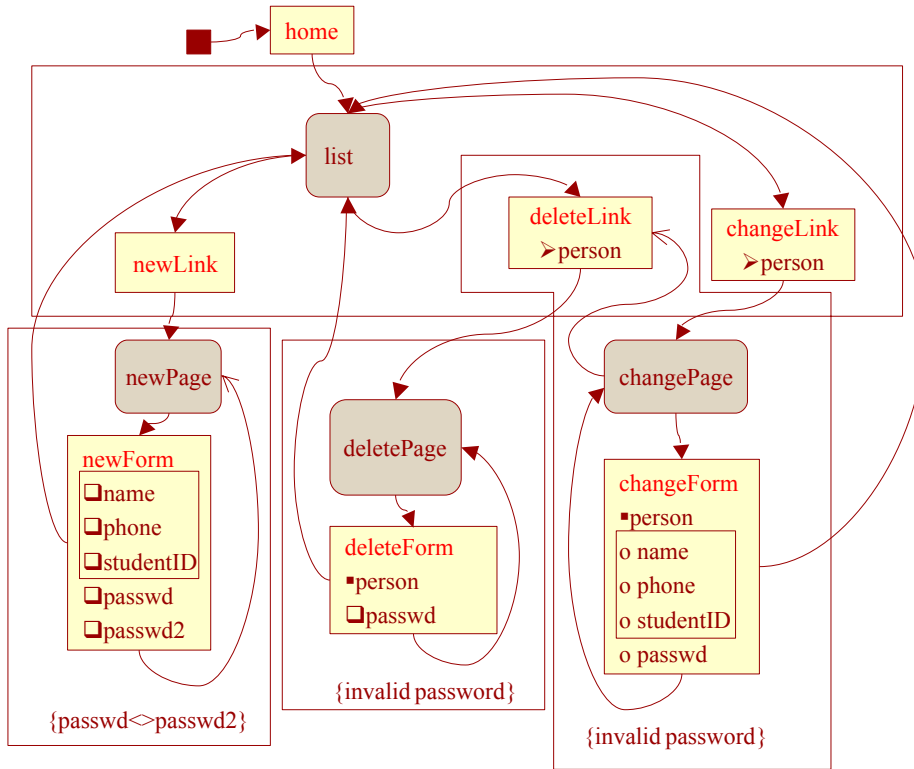 home
list
deleteLink
➢person
changeLink
➢person
newLink
newPage
newForm
❑name
❑phone
❑studentID
❑passwd
❑passwd2
{passwd<>passwd2}
deletePage
deleteForm
▪person
❑passwd
{invalid password}
changePage
changeForm
▪person
o name
o phone
o studentID
o passwd
{invalid password}